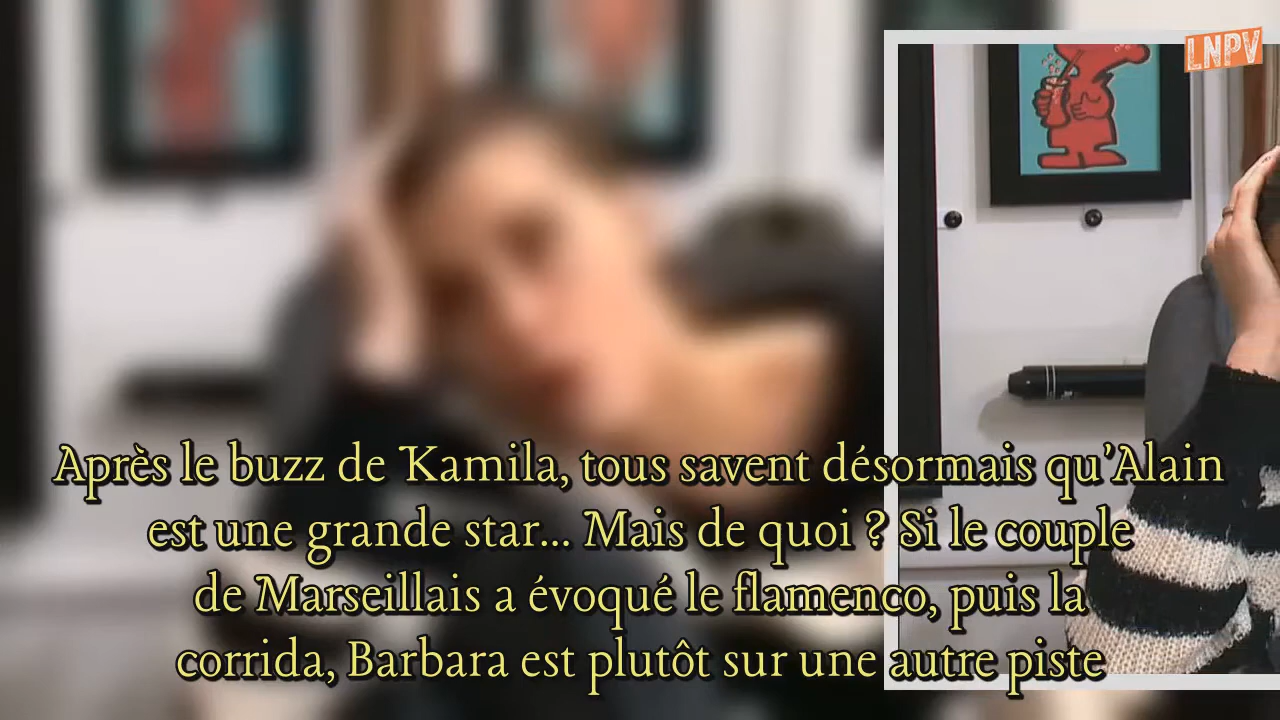 LNPV
Après le buzz de Kamila, tous savent désormais qu'Alain
est une grande star... Mais de quoi ? Si le couple
de Marseillais a évoqué le flamenco, puis la
corrida, Barbara est plutôt sur une autre piste